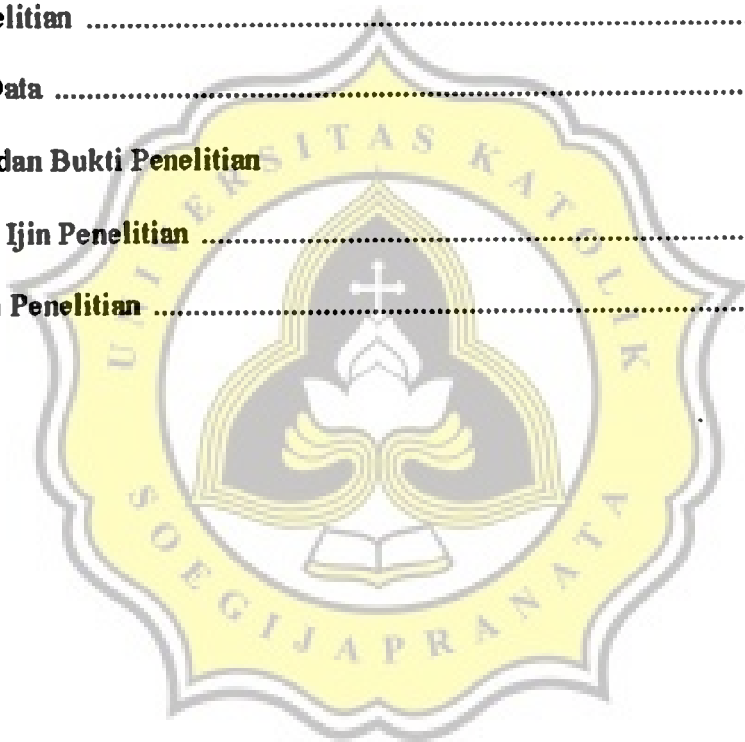 elitian ..........................................................................
Data ..........................................................................
dan Bukti Penelitian
Ijin Penelitian ..........................................................................
Penelitian ..........................................................................
UNIVERSITAS KATOLIK
SOEGIJAPRANATA